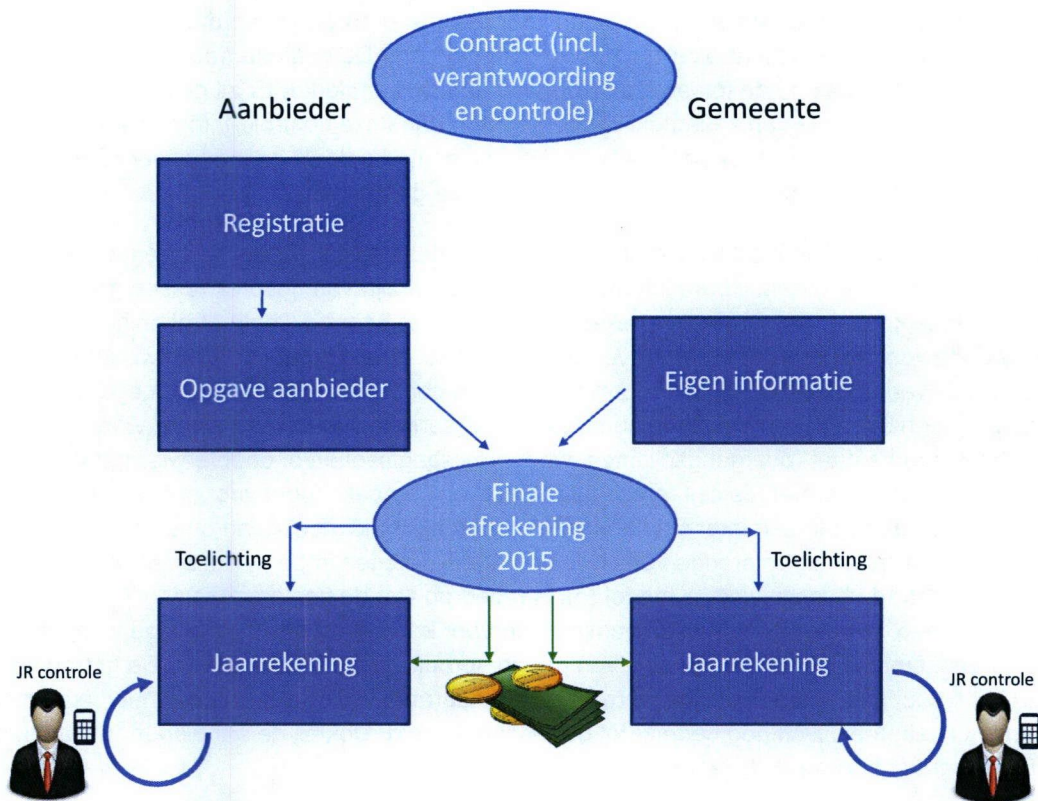 Contract (incl.
verantwoording
en controle)
Aanbieder
Gemeente
Registratie
Opgave aanbieder
Eigen informatie
Finale
afrekening
2015
Toelichting
Toelichting
Jaarrekening
Jaarrekening
JR controle
JR controle